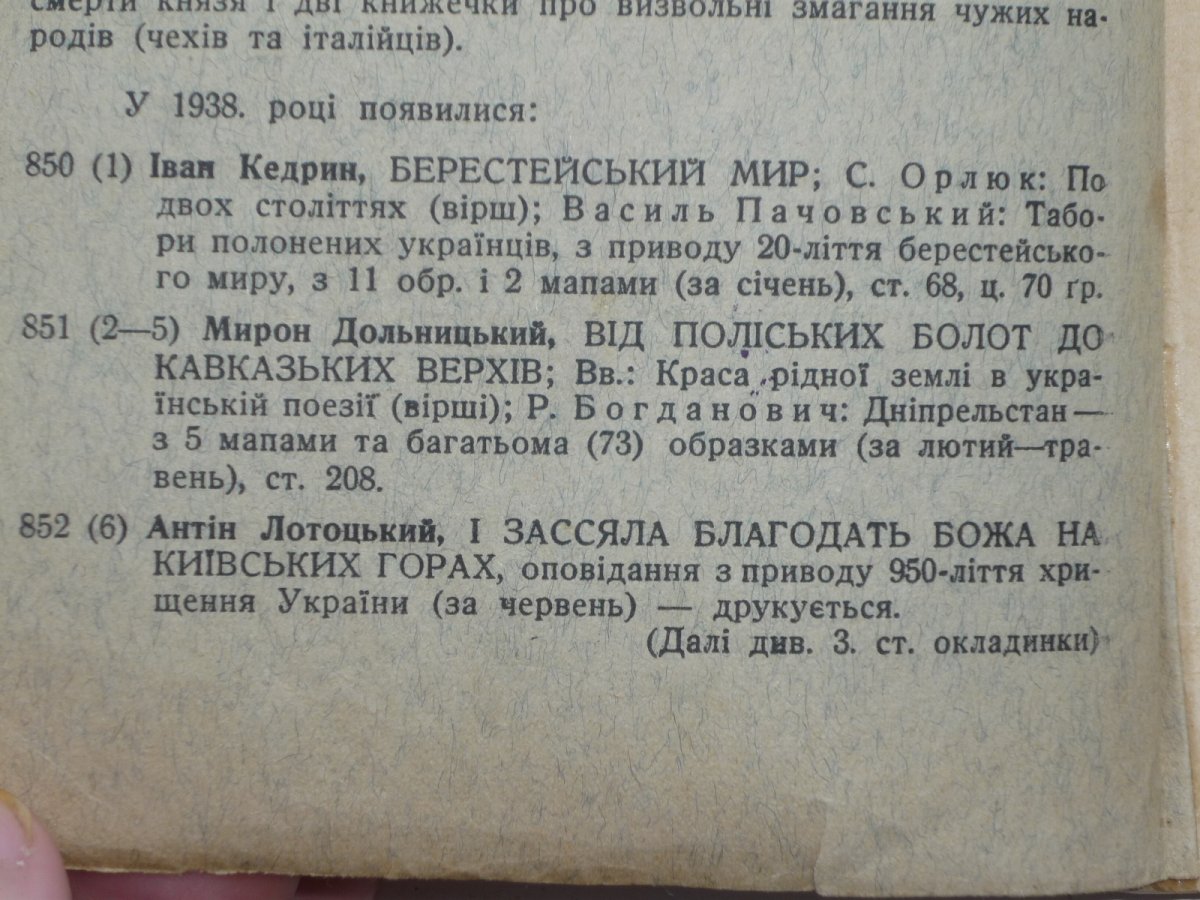 смерти князя і дві книжечки про визвольні змагання чужих на-
родів (чехів та італійців).
У 1938. році появилися:
850 (1) Іван Кедрин, БЕРЕСТЕЙСЬКИЙ МИР; С. Орлюк: По
двох століттях (вірш); Василь Пачовський: Табо-
ри полонених українців, з приводу 20-ліття берестейсько-
го миру, з 11 обр. і 2 мапами (за січень), ст. 68, ц. 70 ґр.
851 (2—5) Мирон Дольницький, ВІД ПОЛІСЬКИХ БОЛОТ ДО
КАВКАЗЬКИХ ВЕРХІВ; Вв.: Краса рідної землі в укра-
їнській поезії (вірші); Р. Богданович: Дніпрельстан —
з 5 мапами та багатьома (73) образками (за лютий—тра-
вень), ст. 208.
852 (6) Антін Лотоцький, І ЗАССЯЛА БЛАГОДАТЬ БОЖА НА
КИЇВСЬКИХ ГОРАХ, оповідання з приводу 950-ліття хри-
щення України (за червень) — друкується.
(Далі див. 3. ст. окладинки)